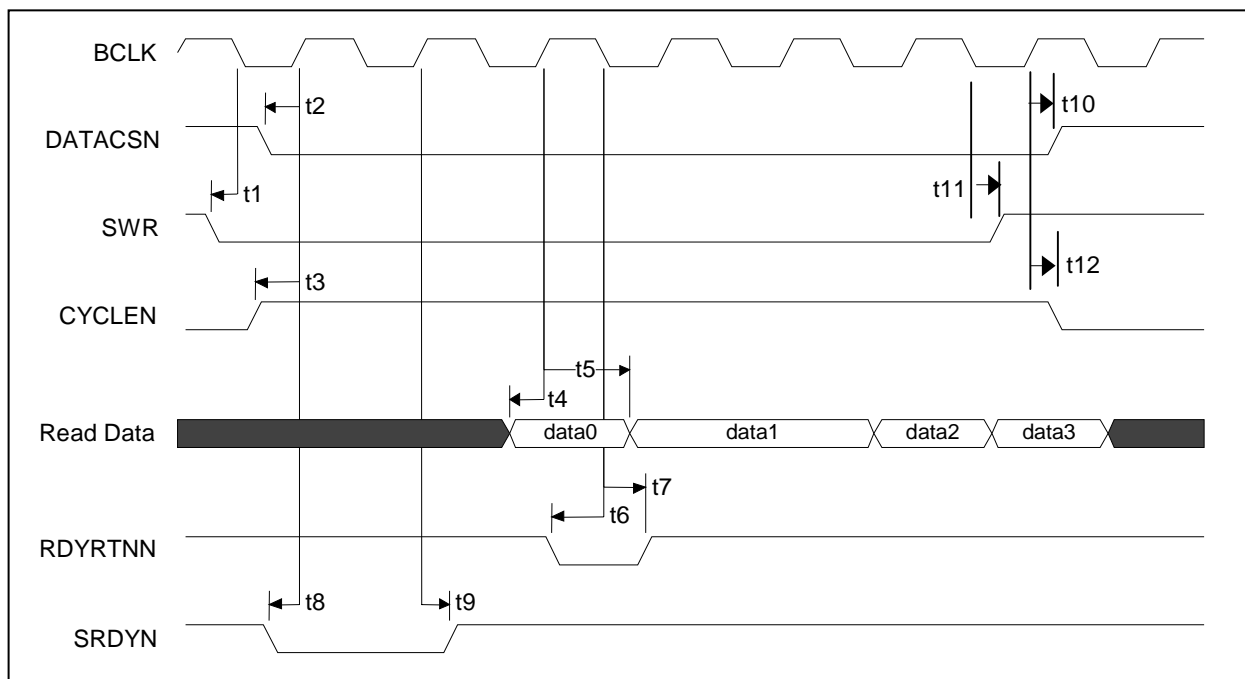 BCLK
t2
t10
DATACSN
t1
t11
SWR
t3
t12
CYCLEN
t5
t4
Read Data
data0
data1
data2
data3
t7
t6
RDYRTNN
t8
t9
SRDYN